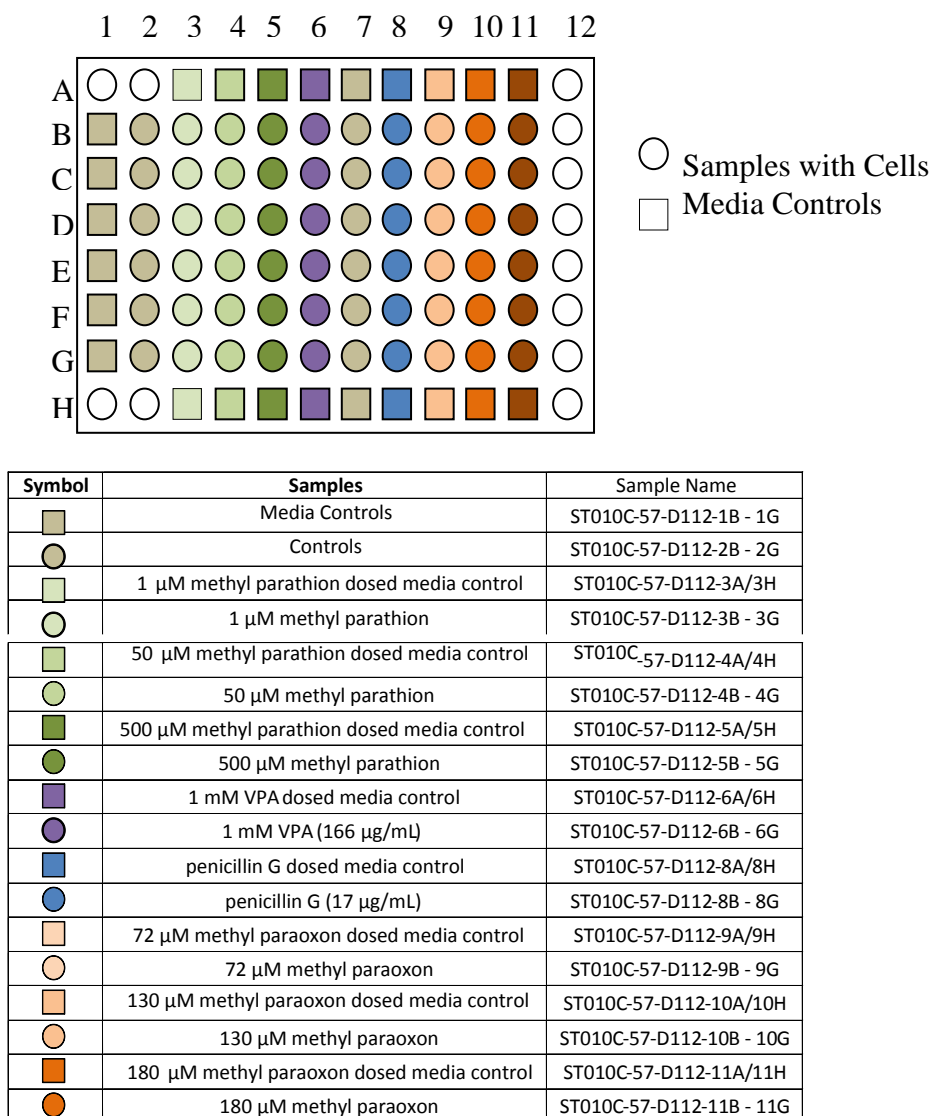 1 2 3 4 5 6 7 8 9 10 11 12
A
B
C
D
E
F
G
H
Samples with Cells
Media Controls
Symbol Samples Sample Name
Media Controls ST010C-57-D112-1B - 1G
Controls ST010C-57-D112-2B - 2G
1 µM methyl parathion dosed media control ST010C-57-D112-3A/3H
1 µM methyl parathion ST010C-57-D112-3B - 3G
50 µM methyl parathion dosed media control ST010C-57-D112-4A/4H
50 µM methyl parathion ST010C-57-D112-4B - 4G
500 µM methyl parathion dosed media control ST010C-57-D112-5A/5H
500 µM methyl parathion ST010C-57-D112-5B - 5G
1 mM VPA dosed media control ST010C-57-D112-6A/6H
1 mM VPA (166 µg/mL) ST010C-57-D112-6B - 6G
penicillin G dosed media control ST010C-57-D112-8A/8H
penicillin G (17 µg/mL) ST010C-57-D112-8B - 8G
72 µM methyl paraoxon dosed media control ST010C-57-D112-9A/9H
72 µM methyl paraoxon ST010C-57-D112-9B - 9G
130 µM methyl paraoxon dosed media control ST010C-57-D112-10A/10H
130 µM methyl paraoxon ST010C-57-D112-10B - 10G
180 µM methyl paraoxon dosed media control ST010C-57-D112-11A/11H
180 µM methyl paraoxon ST010C-57-D112-11B - 11G